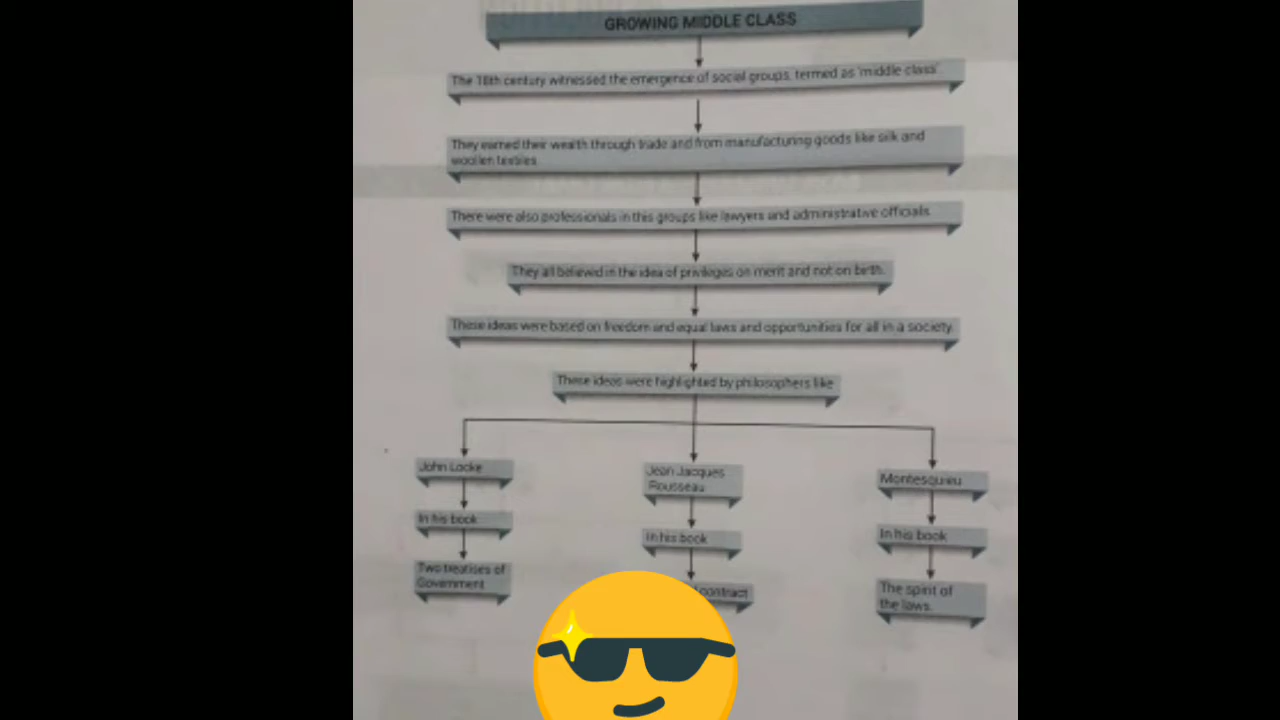 GROWING MIDDLE CLASS
The 18th century witnessed the emergence of social groups, termed as 'middle class'.
They earned their wealth through trade and from manufacturing goods like silk and
woollen textiles.
There were also professionals in this groups like lawyers and administrative officials.
They all believed in the idea of privileges on merit and not on birth.
These ideas were based on freedom and equal laws and opportunities for all in a society.
These ideas were highlighted by philosophers like
John Locke
Jean Jacques
Rousseau
Montesquieu
In his book
In his book
In his book
Two treatises of
Government
contract
The spirit of
the laws.